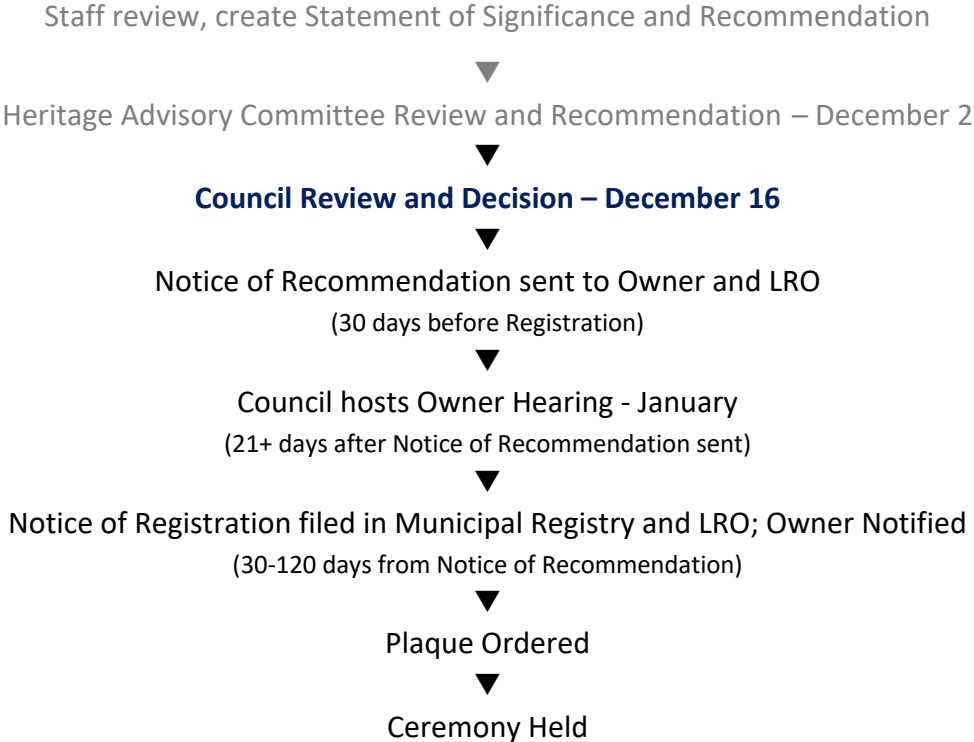 Staff review, create Statement of Significance and Recommendation
Heritage Advisory Committee Review and Recommendation – December 2
Council Review and Decision – December 16
Notice of Recommendation sent to Owner and LRO
(30 days before Registration)
Council hosts Owner Hearing - January
(21+ days after Notice of Recommendation sent)
Notice of Registration filed in Municipal Registry and LRO; Owner Notified
(30-120 days from Notice of Recommendation)
Plaque Ordered
Ceremony Held